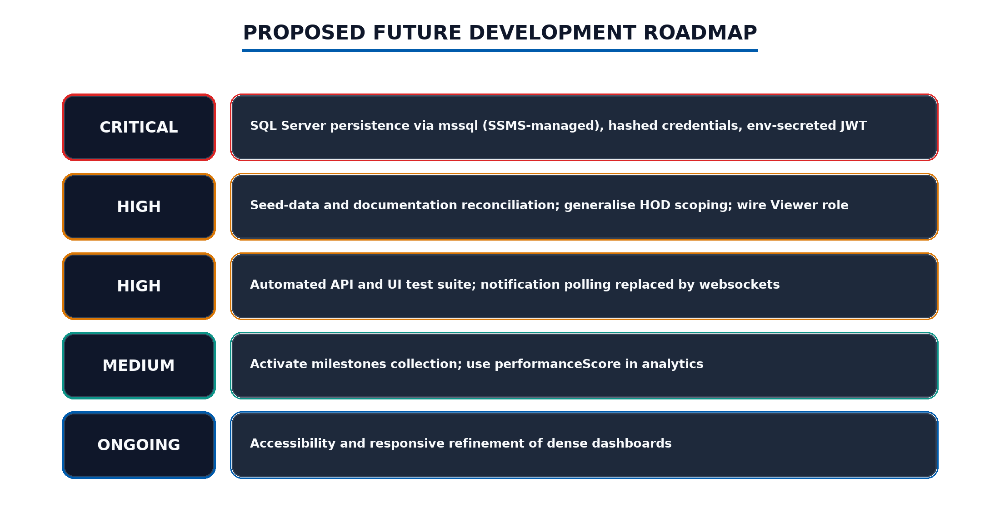 PROPOSED FUTURE DEVELOPMENT ROADMAP
CRITICAL
SQL Server persistence via mssql (SSMS-managed), hashed credentials, env-secreted JWT
HIGH
Seed-data and documentation reconciliation; generalise HOD scoping; wire Viewer role
HIGH
Automated API and UI test suite; notification polling replaced by websockets
MEDIUM
Activate milestones collection; use performanceScore in analytics
ONGOING
Accessibility and responsive refinement of dense dashboards